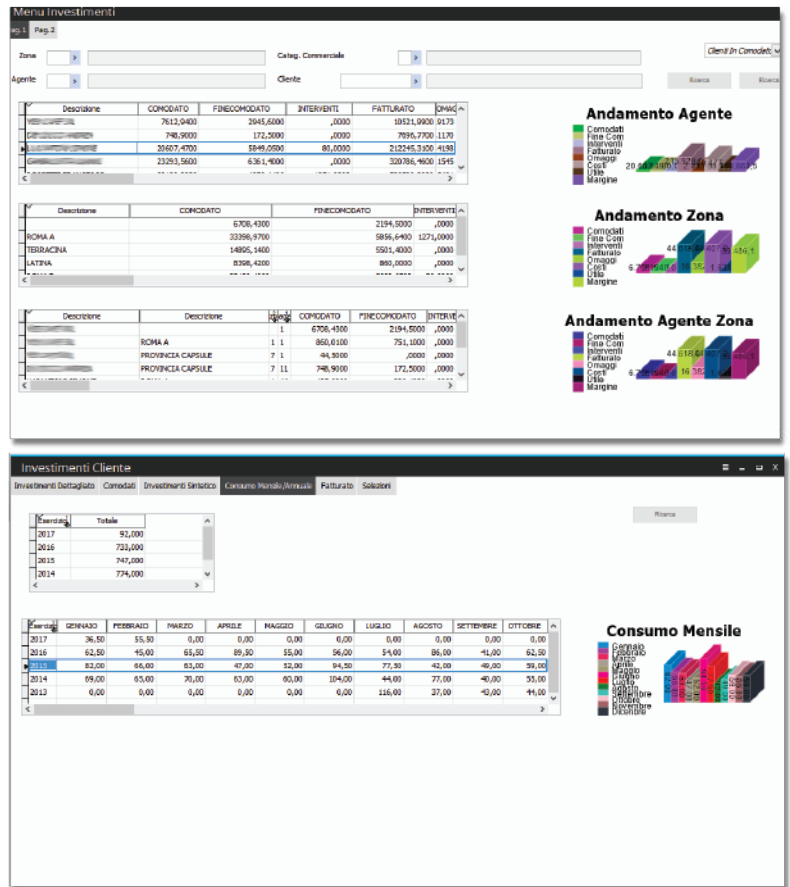 Menu Investimenti
Pag.2
Zona
Categ. Commerciale
Clienti In Comodato
Agente
Cliente
Ricerca
Descrizione COMODATO FINECOMODATO INTERVENTI FATTURATO
7612,9400 2945,6000 ,0000 10521,9900 9173
748,9000 172,5000 ,0000 7696,7700 1170
20607,4700 5849,0500 80,0000 212245,3100 4198
23293,5600 6361,4000 ,0000 320786,4600 1545
Andamento Agente
Comodati
Fine Com
Interventi
Fatturato
Omaggi
Costi
Utile
Margine
Descrizione COMODATO FINECOMODATO INTERVENTI
6708,4300 2194,5000 ,0000
ROMA A 33398,9700 5856,6400 1271,0000
TERRACINA 14895,1400 5501,4000 ,0000
LATINA 8398,4200 860,0000 ,0000
Andamento Zona
Comodati
Fine Com
Interventi
Fatturato
Omaggi
Costi
Utile
Margine
Descrizione Descrizione COMODATO FINECOMODATO INTERVE
1 6708,4300 2194,5000 ,0000
ROMA A 1 1 860,0100 751,1000 ,0000
PROVINCIA CAPSULE 7 1 44,5000 ,0000 ,0000
PROVINCIA CAPSULE 7 11 748,9000 172,5000 ,0000
Andamento Agente Zona
Comodati
Fine Com
Interventi
Fatturato
Omaggi
Costi
Utile
Margine
Investimenti Cliente
Investimenti Dettagliato Comodati Investimenti Sintetico Consumo Mensile/Annuale Fatturato Selezioni
Ricerca
Esercizio Totale
2017 92,000
2016 733,000
2015 747,000
2014 774,000
Esercizio GENNAIO FEBBRAIO MARZO APRILE MAGGIO GIUGNO LUGLIO AGOSTO SETTEMBRE OTTOBRE
2017 36,50 55,50 0,00 0,00 0,00 0,00 0,00 0,00 0,00 0,00
2016 62,50 45,00 65,50 89,50 55,00 56,00 54,00 86,00 41,00 62,50
2015 82,00 66,00 63,00 47,00 52,00 94,50 77,50 42,00 49,00 59,00
2014 69,00 65,00 70,00 63,00 60,00 104,00 44,00 77,00 40,00 55,00
2013 0,00 0,00 0,00 0,00 0,00 0,00 116,00 37,00 43,00 44,00
Consumo Mensile
Gennaio
Febbraio
Marzo
Aprile
Maggio
Giugno
Luglio
Agosto
Settembre
Ottobre
Novembre
Dicembre